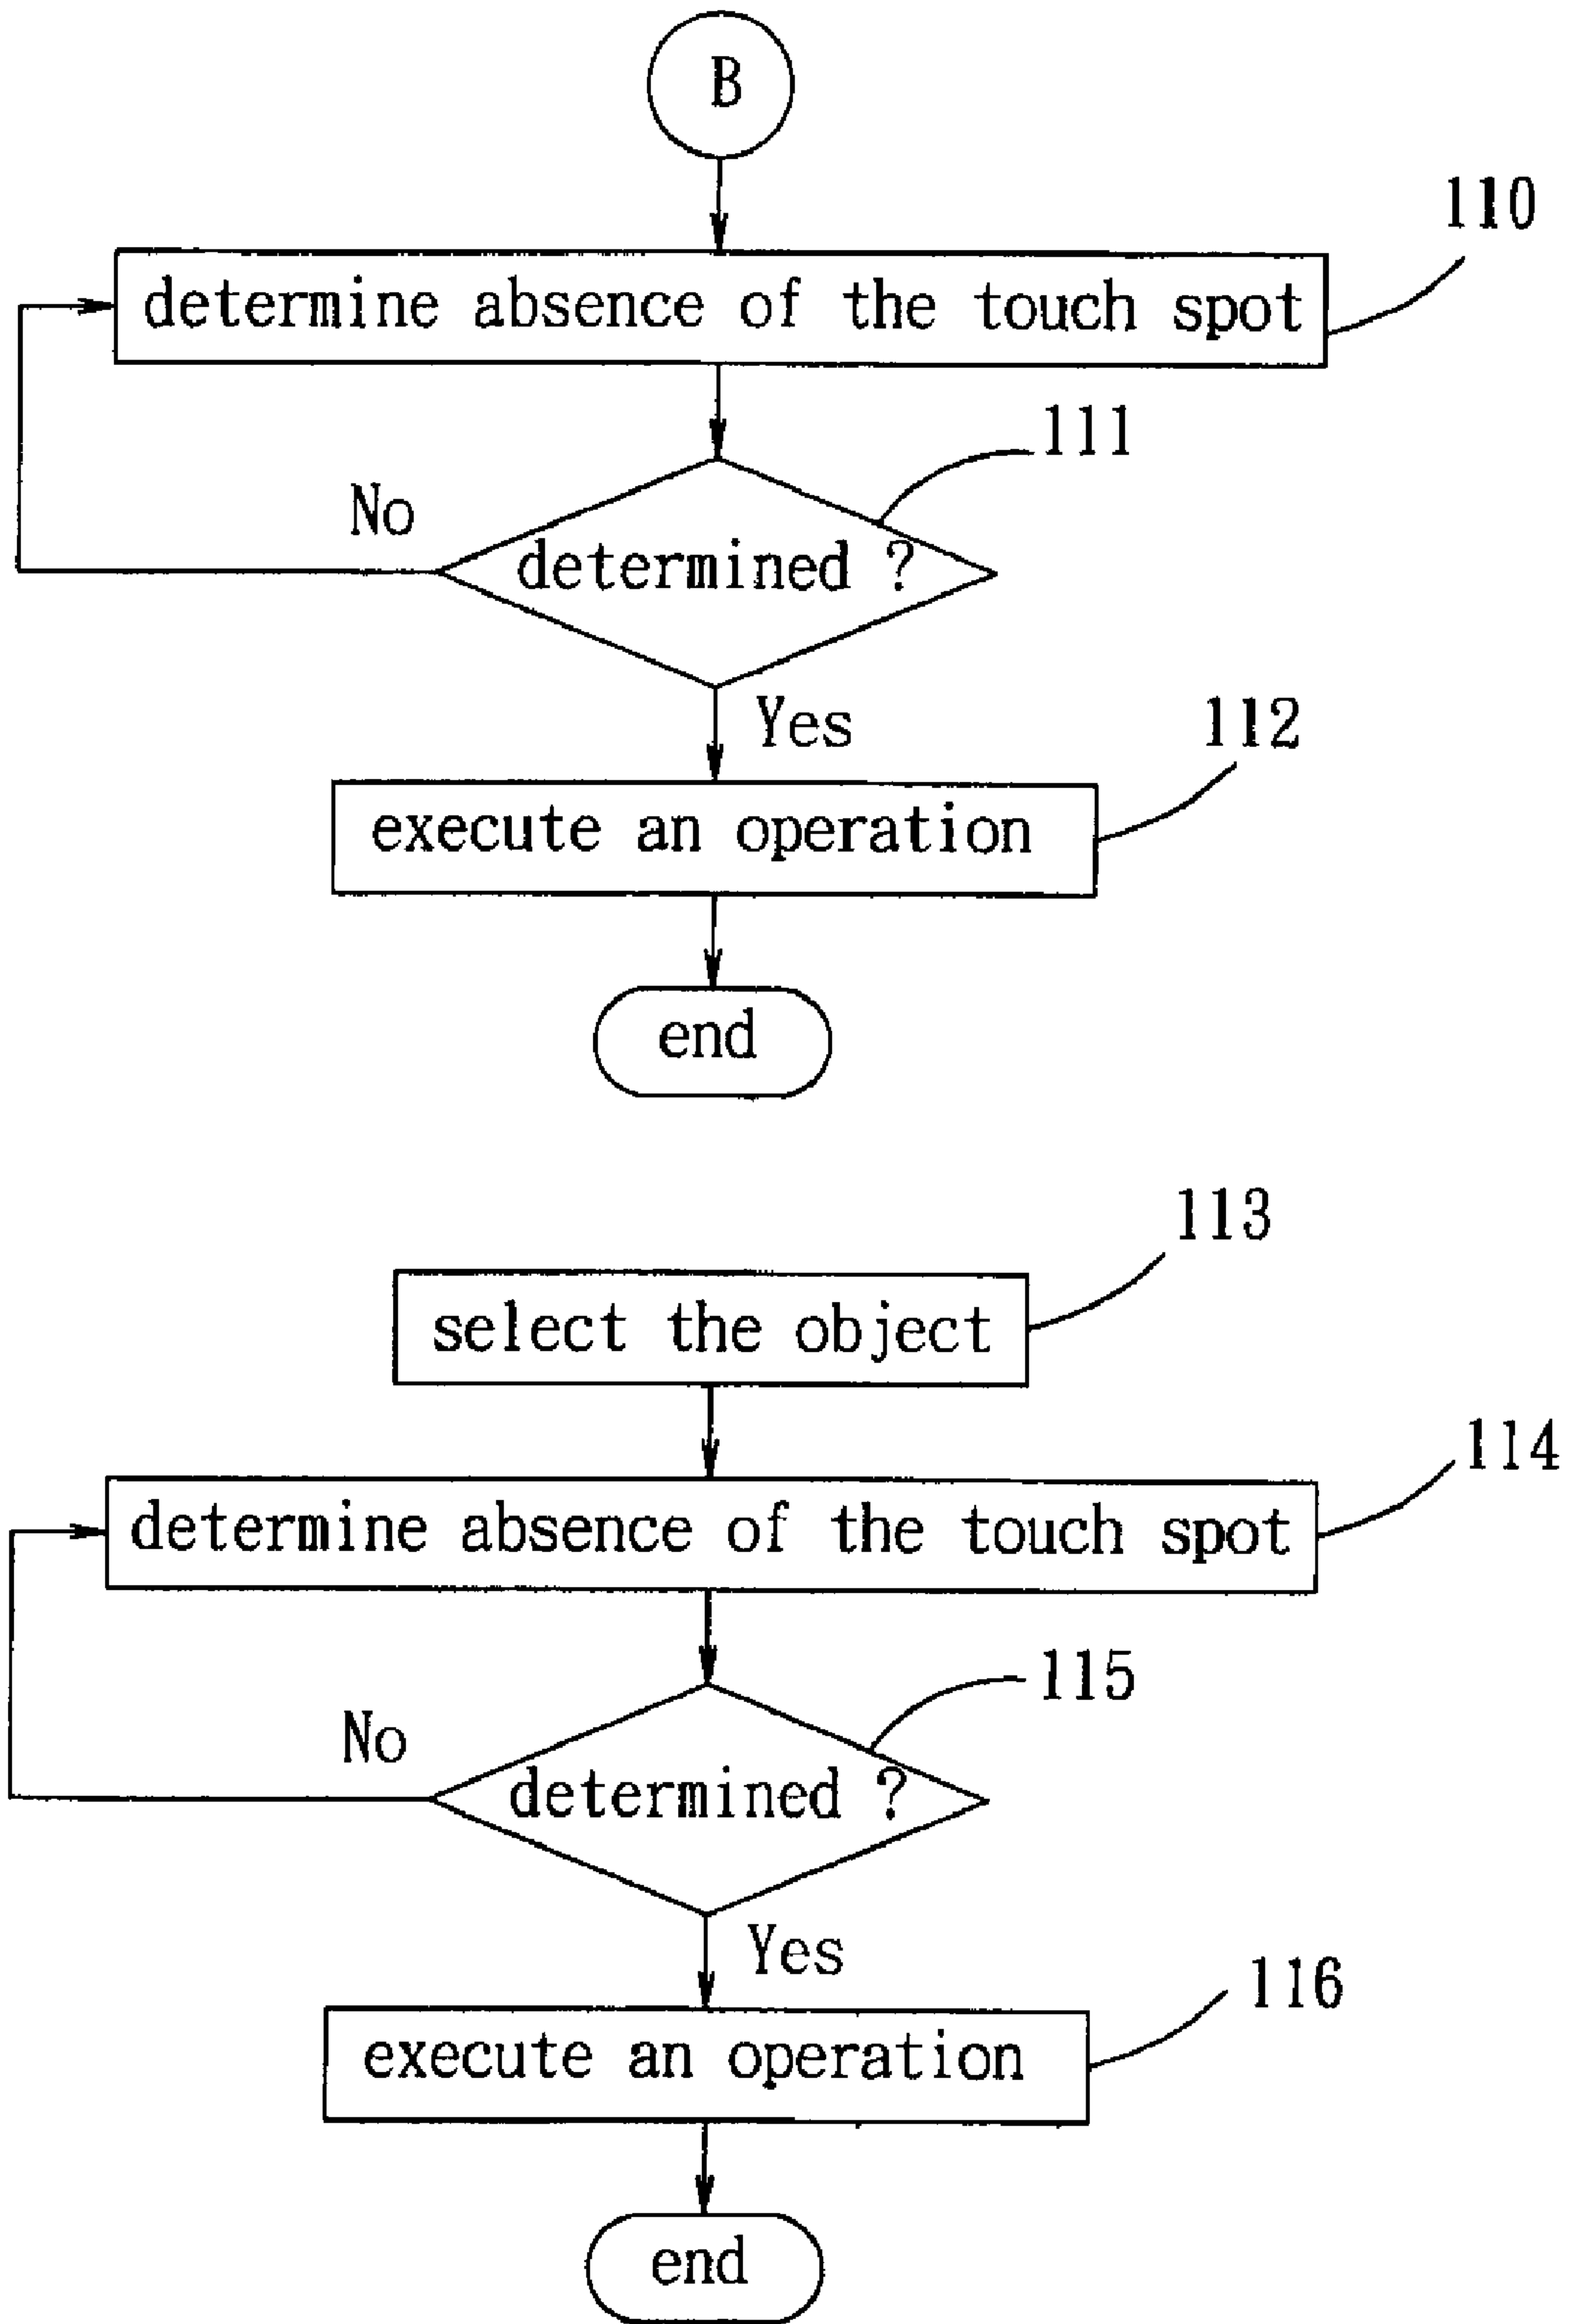 B
110
determine absence of the touch spot
111
No
determined ?
Yes
112
execute an operation
end
113
select the object
114
determine absence of the touch spot
115
No
determined ?
Yes
116
execute an operation
end